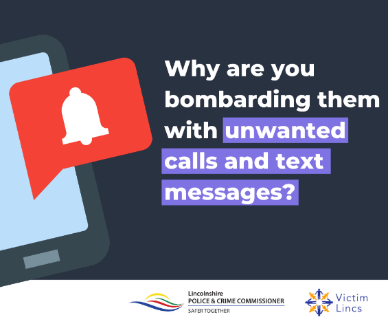 Why are you
bombarding them
with unwanted
calls and text
messages?
Lincolnshire
POLICE & CRIME COMMISSIONER
SAFER TOGETHER
Victim
Lincs